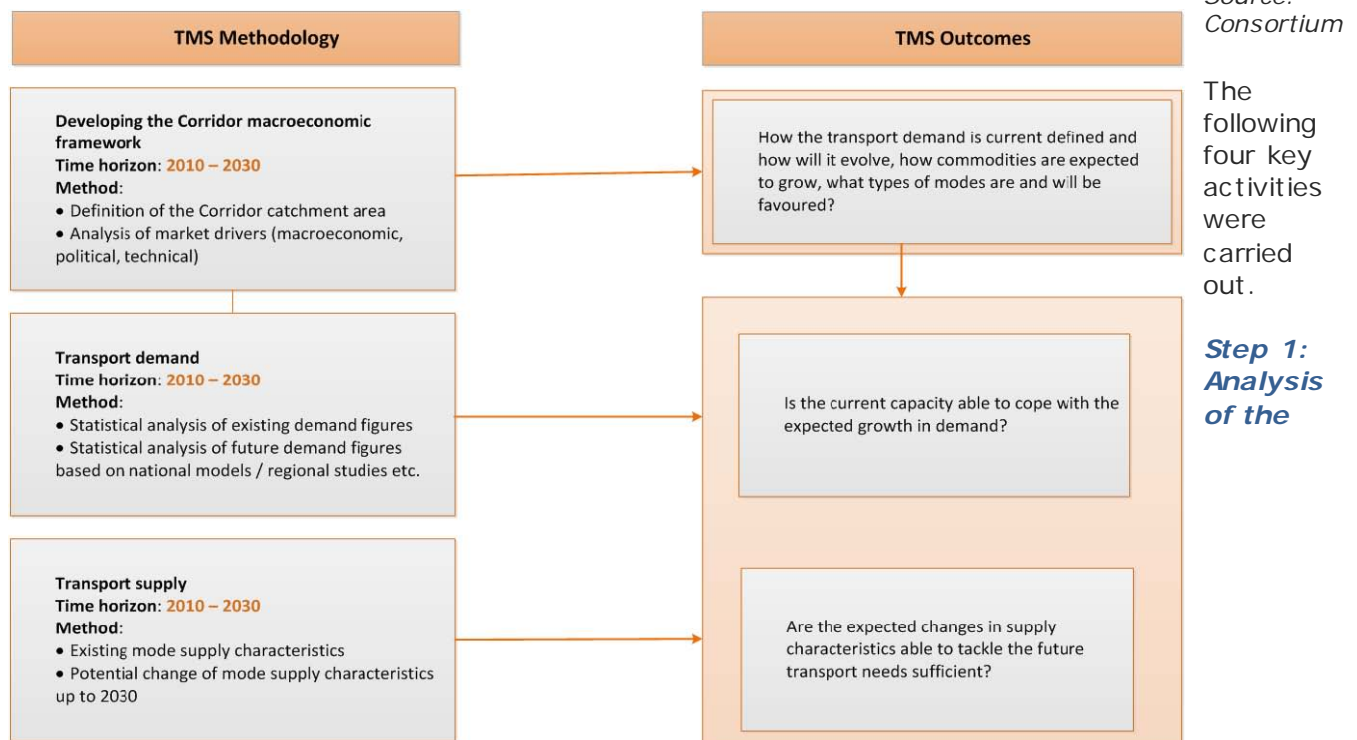 TMS Methodology
Developing the Corridor macroeconomic
framework
Time horizon: 2010 – 2030
Method:
• Definition of the Corridor catchment area
• Analysis of market drivers (macroeconomic,
political, technical)
Transport demand
Time horizon: 2010 – 2030
Method:
• Statistical analysis of existing demand figures
• Statistical analysis of future demand figures
based on national models / regional studies etc.
Transport supply
Time horizon: 2010 – 2030
Method:
• Existing mode supply characteristics
• Potential change of mode supply characteristics
up to 2030
TMS Outcomes
How the transport demand is current defined and
how will it evolve, how commodities are expected
to grow, what types of modes are and will be
favoured?
Is the current capacity able to cope with the
expected growth in demand?
Are the expected changes in supply
characteristics able to tackle the future
transport needs sufficient?
Source:
Consortium
The
following
four key
activities
were
carried
out.
Step 1:
Analysis
of the